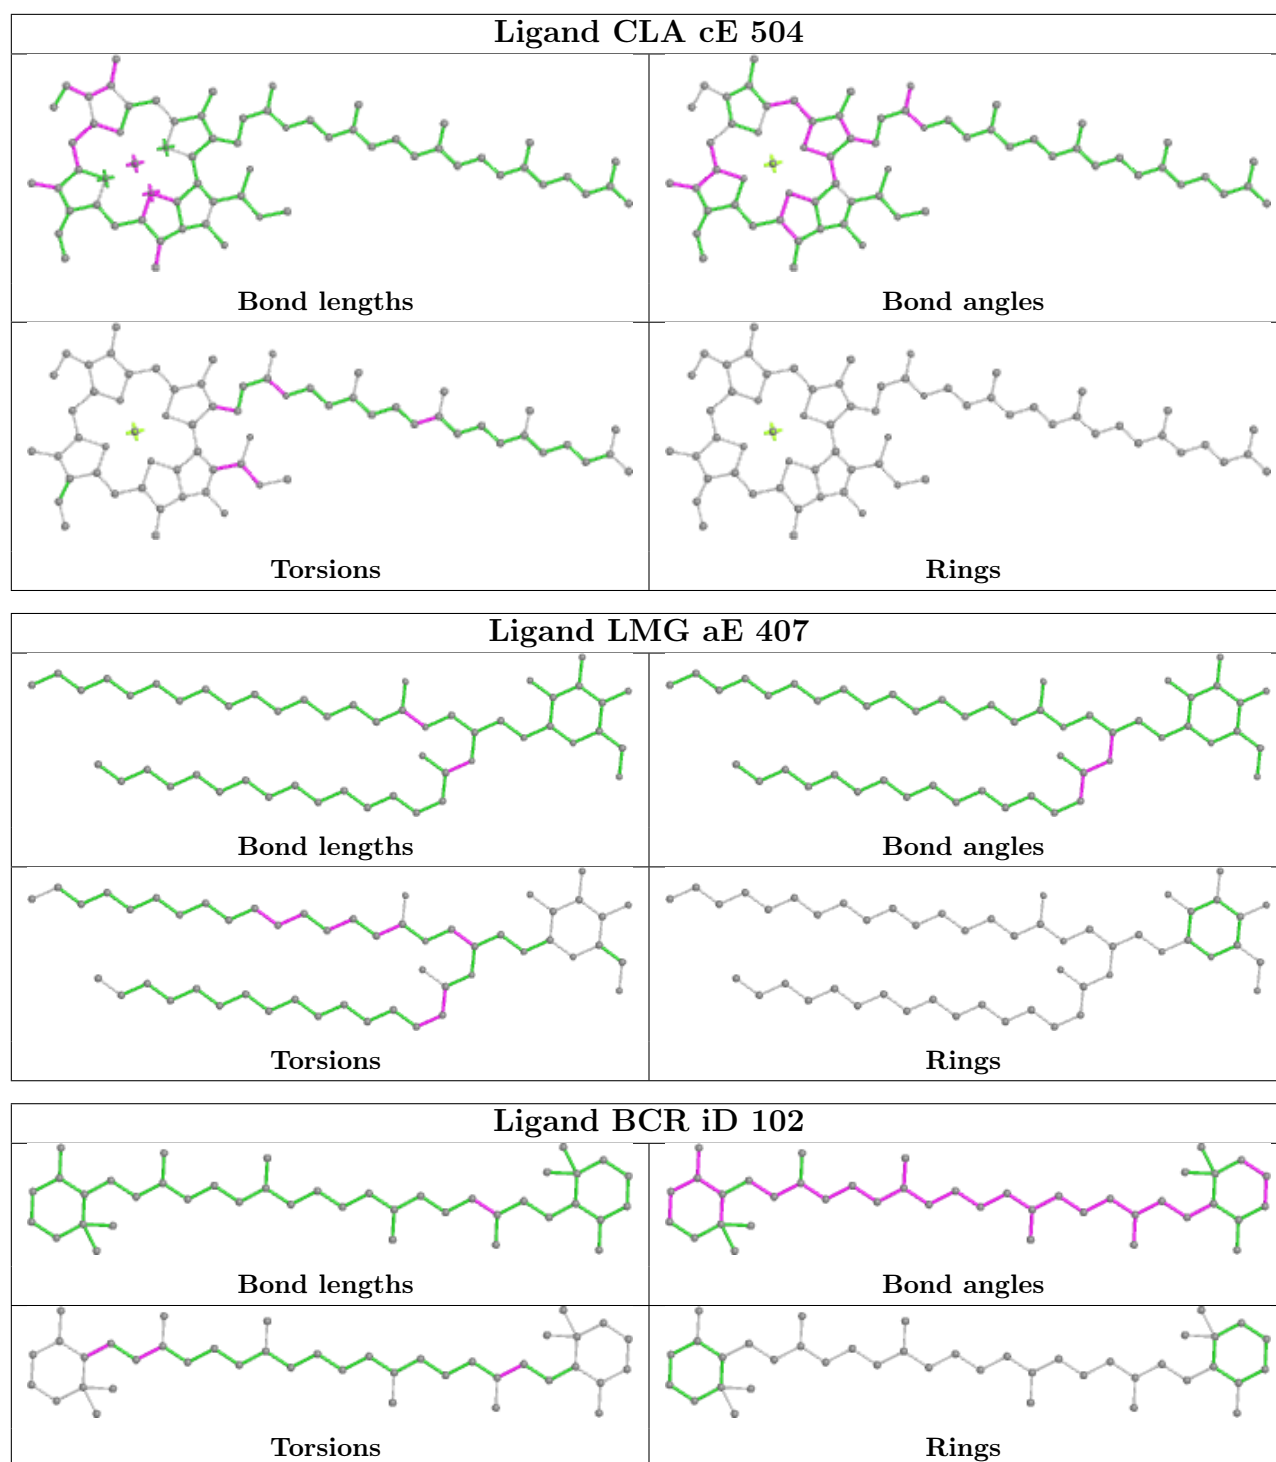 Ligand CLA cE 504
Bond lengths
Bond angles
Torsions
Rings
Ligand LMG aE 407
Bond lengths
Bond angles
Torsions
Rings
Ligand BCR iD 102
Bond lengths
Bond angles
Torsions
Rings